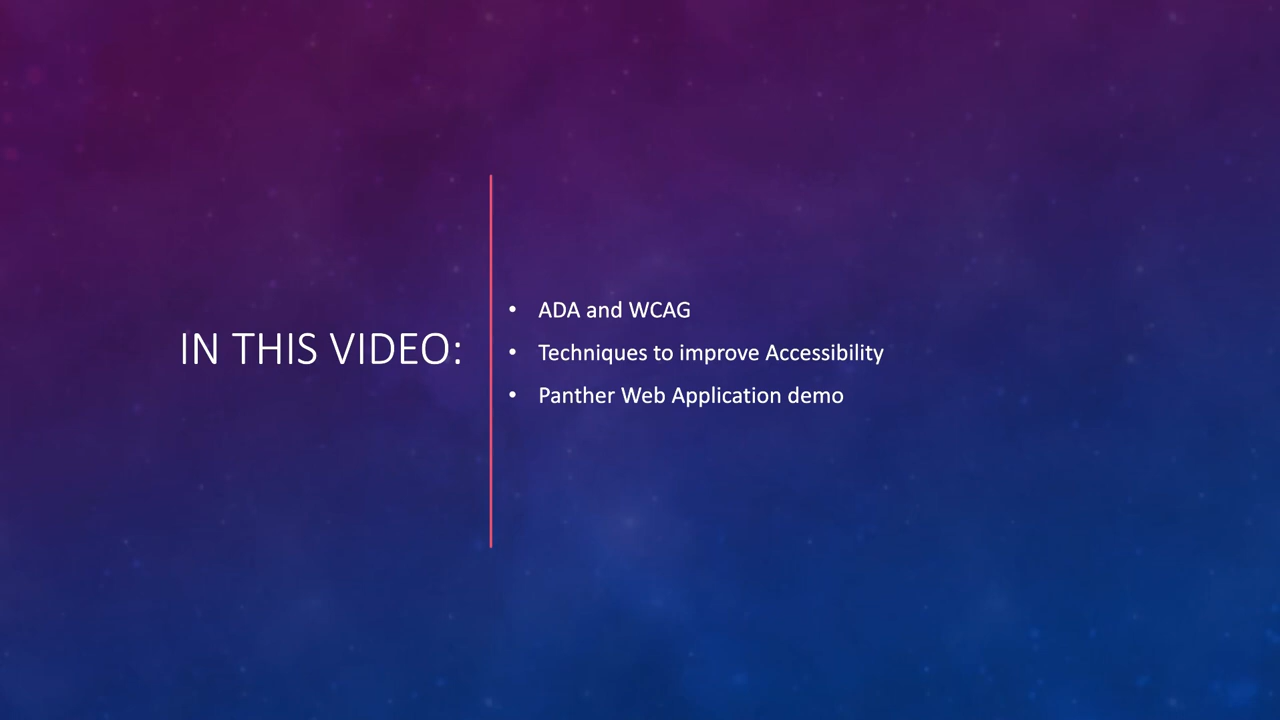 IN THIS VIDEO:
• ADA and WCAG
• Techniques to improve Accessibility
• Panther Web Application demo